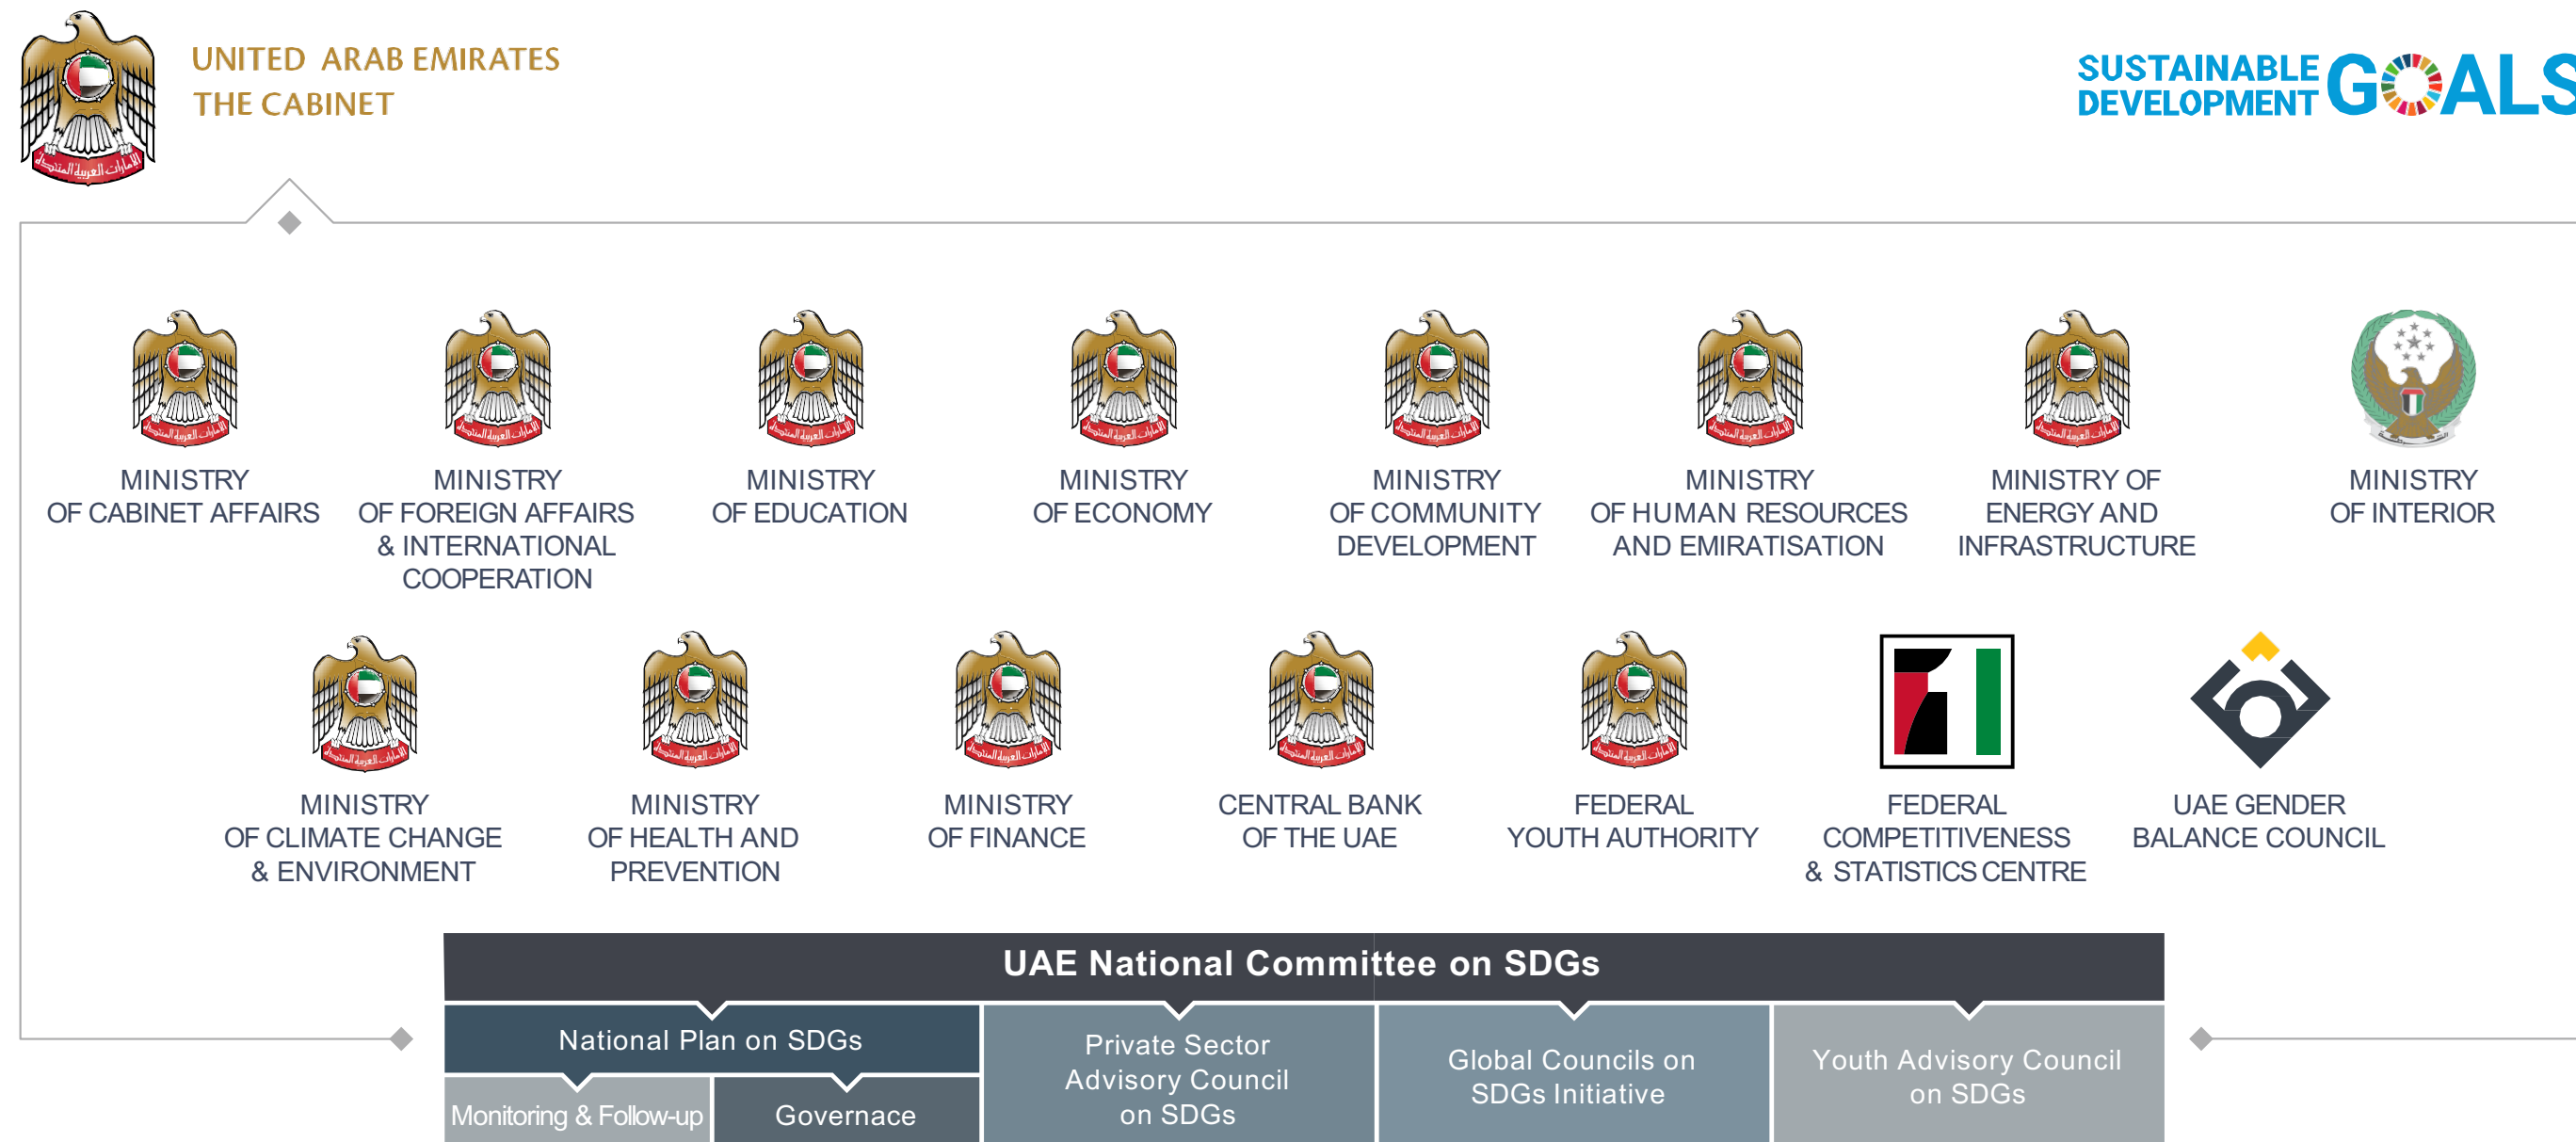 UNITED ARAB EMIRATES
THE CABINET
SUSTAINABLE
DEVELOPMENT
GOALS
الإمارات العربية المتحدة
MINISTRY
OF CABINET AFFAIRS
MINISTRY
OF FOREIGN AFFAIRS
& INTERNATIONAL
COOPERATION
MINISTRY
OF EDUCATION
MINISTRY
OF ECONOMY
MINISTRY
OF COMMUNITY
DEVELOPMENT
MINISTRY
OF HUMAN RESOURCES
AND EMIRATISATION
MINISTRY OF
ENERGY AND
INFRASTRUCTURE
MINISTRY
OF INTERIOR
MINISTRY
OF CLIMATE CHANGE
& ENVIRONMENT
MINISTRY
OF HEALTH AND
PREVENTION
MINISTRY
OF FINANCE
CENTRAL BANK
OF THE UAE
FEDERAL
YOUTH AUTHORITY
FEDERAL
COMPETITIVENESS
& STATISTICS CENTRE
UAE GENDER
BALANCE COUNCIL
UAE National Committee on SDGs
National Plan on SDGs
Monitoring & Follow-up
Governace
Private Sector
Advisory Council
on SDGs
Global Councils on
SDGs Initiative
Youth Advisory Council
on SDGs